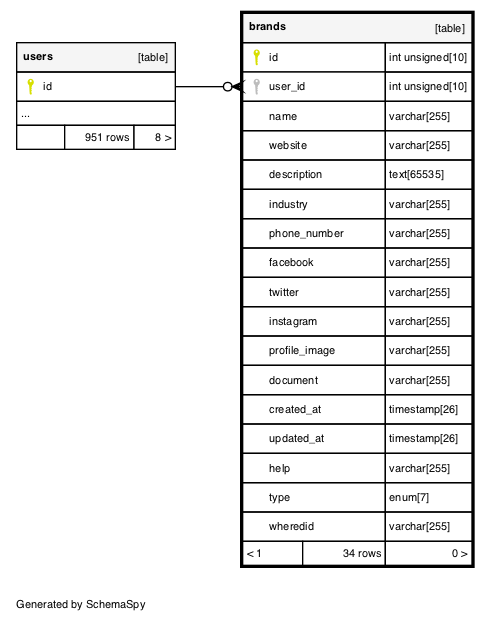 users [table]
id
...
951 rows 8 >
brands [table]
id int unsigned[10]
user_id int unsigned[10]
name varchar[255]
website varchar[255]
description text[65535]
industry varchar[255]
phone_number varchar[255]
facebook varchar[255]
twitter varchar[255]
instagram varchar[255]
profile_image varchar[255]
document varchar[255]
created_at timestamp[26]
updated_at timestamp[26]
help varchar[255]
type enum[7]
wheredid varchar[255]
< 1 34 rows 0 >
Generated by SchemaSpy